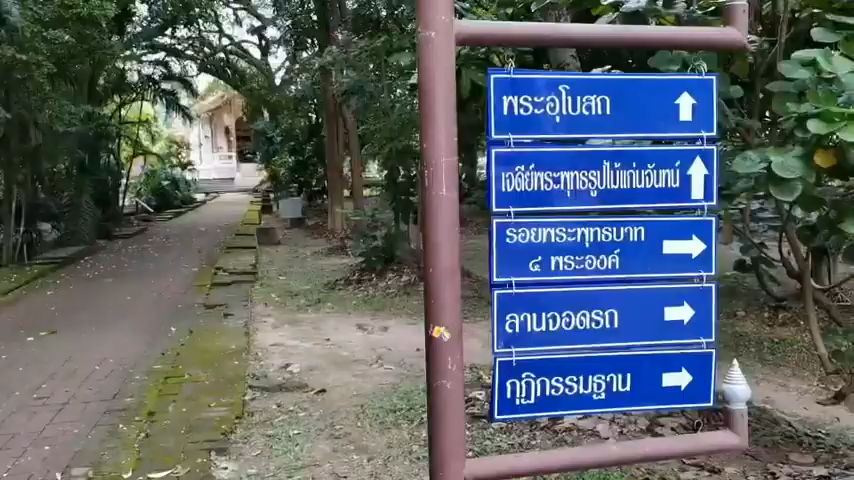 พระอุโบสถ
เจดีย์พระพุทธรูปไม้แก่นจันทน์
รอยพระพุทธบาท
๔ พระองค์
ลานจอดรถ
กุฏิกรรมฐาน